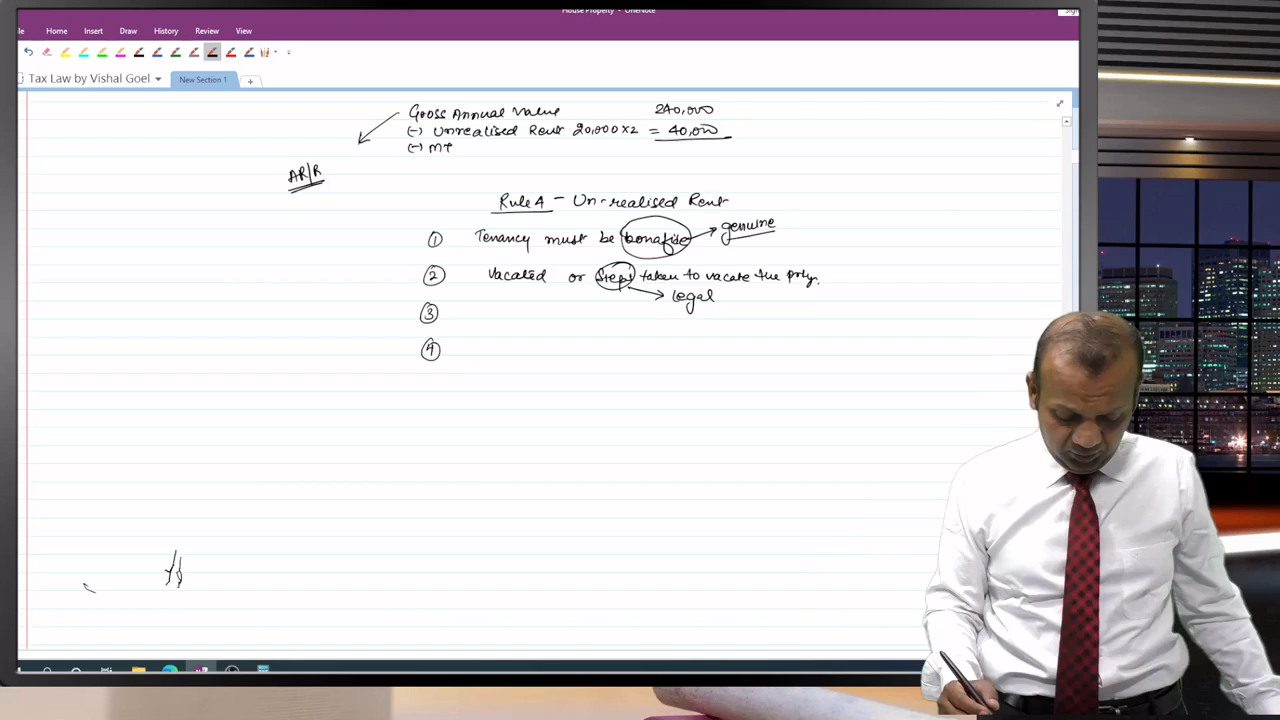 House Property - OneNote
Home Insert Draw History Review View
Tax Law by Vishal Goel
New Section 1
Gross Annual Value 240,000
(-) Unrealised Rent 20,000 x 2 = 40,000
(-) MT
AR/R
Rule 4 - Un-realised Rent
① Tenancy must be bonafide → genuine
② Vacated or steps taken to vacate the prty.
→ Legal
③
④